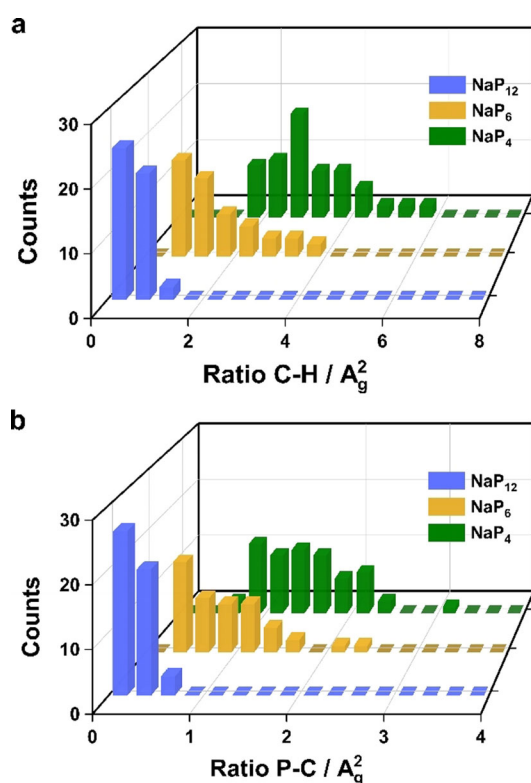 a
NaP₁₂
NaP₆
NaP₄
30
20
10
0
Counts
0 2 4 6 8
Ratio C-H / A²g
b
NaP₁₂
NaP₆
NaP₄
30
20
10
0
Counts
0 1 2 3 4
Ratio P-C / A²g